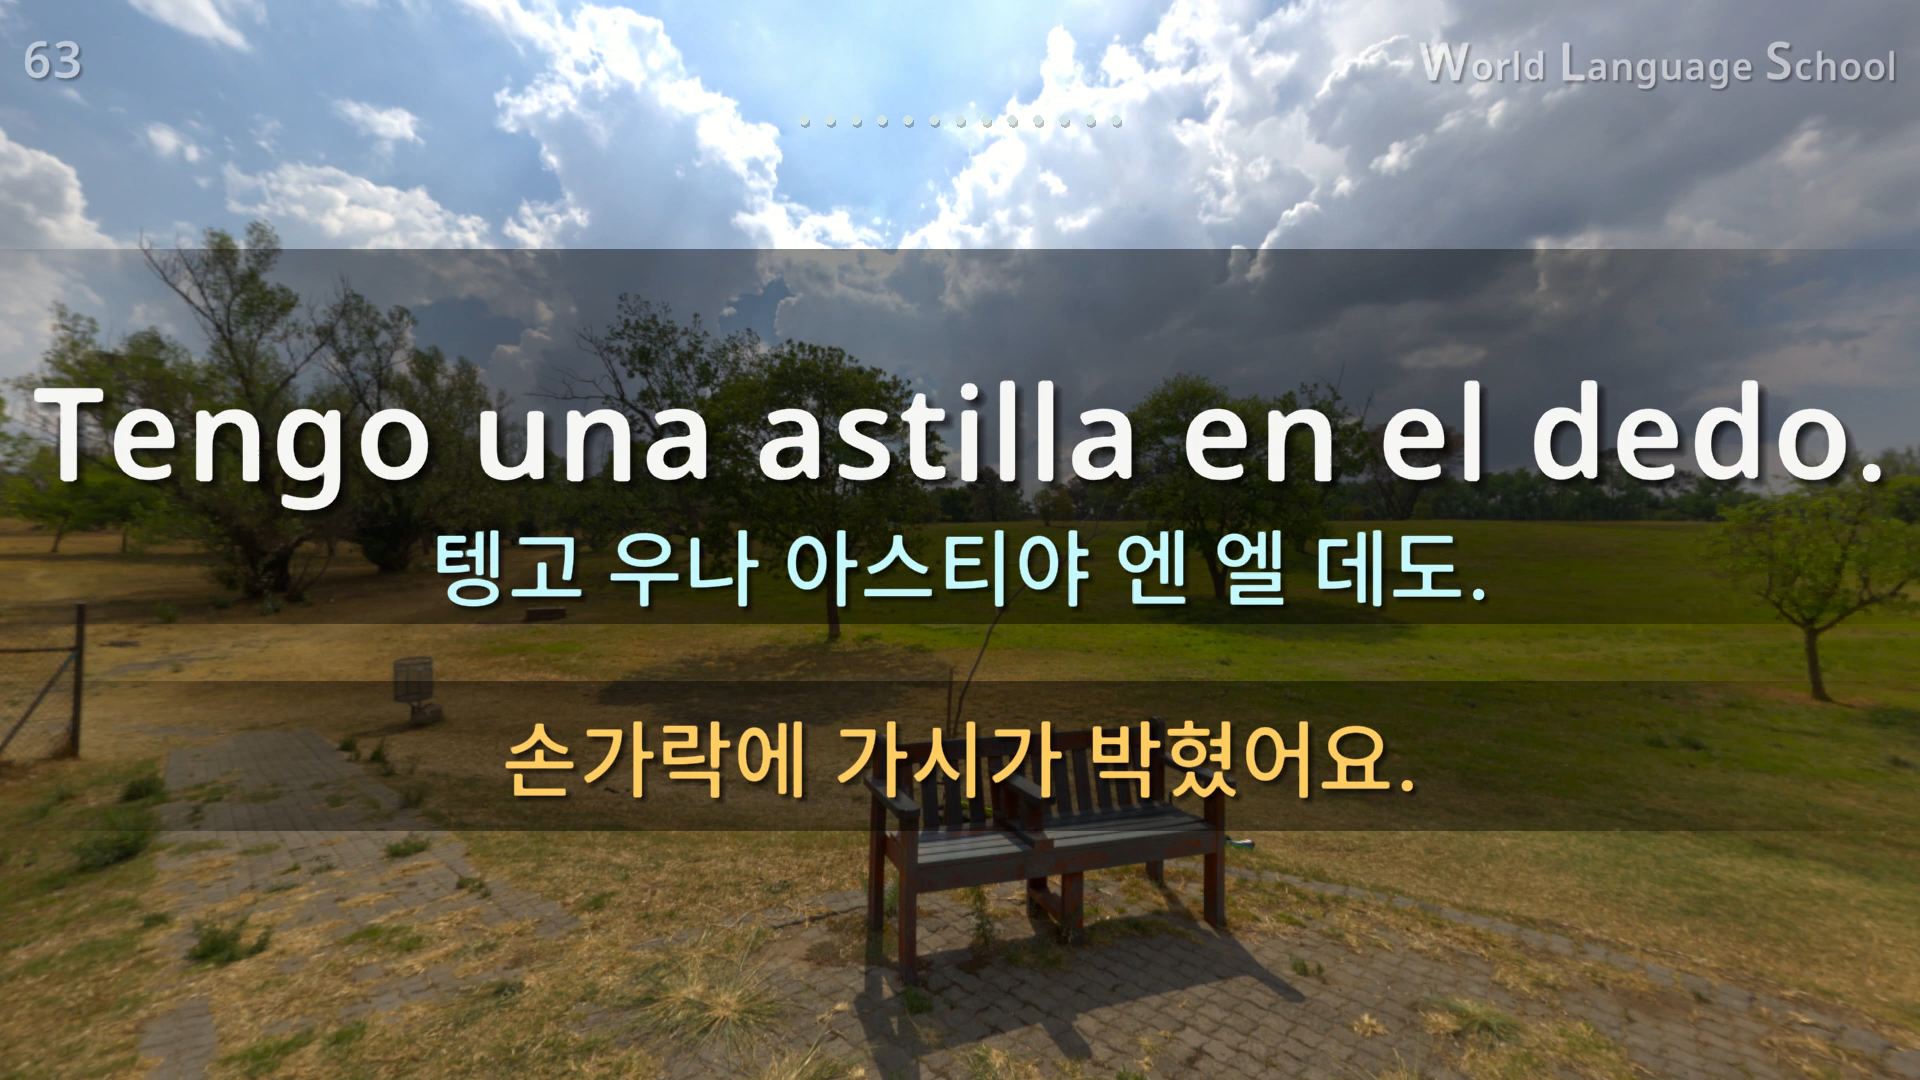 63
World Language School
Tengo una astilla en el dedo.
텡고 우나 아스티야 엔 엘 데도.
손가락에 가시가 박혔어요.